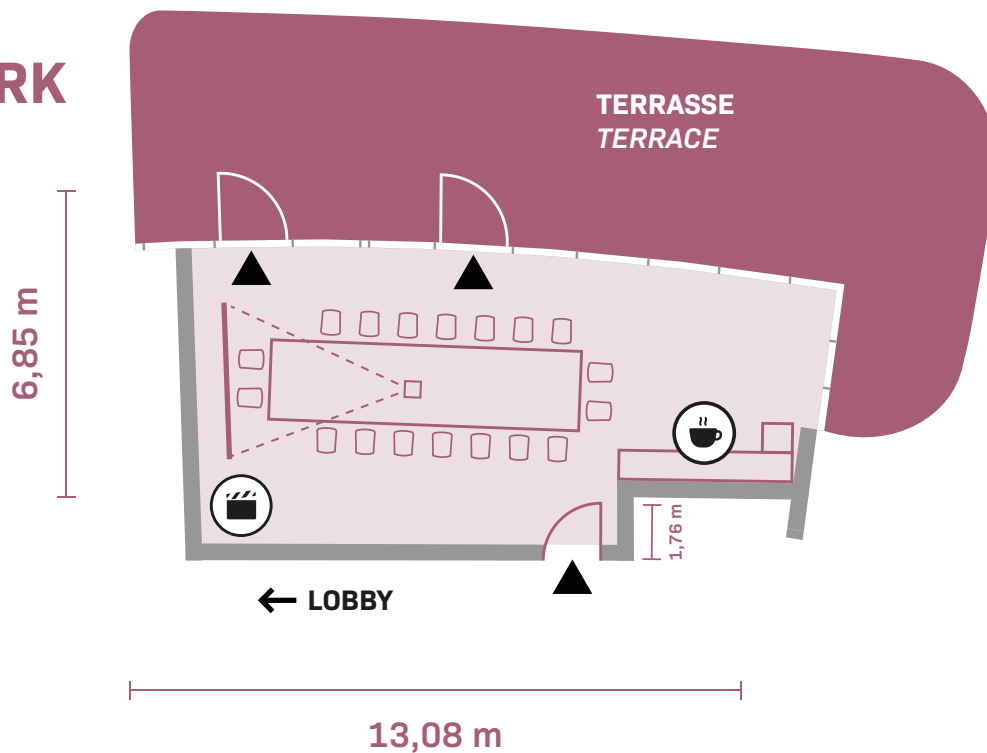 RK
TERRASSE
TERRACE
6,85 m
1,76 m
← LOBBY
13,08 m